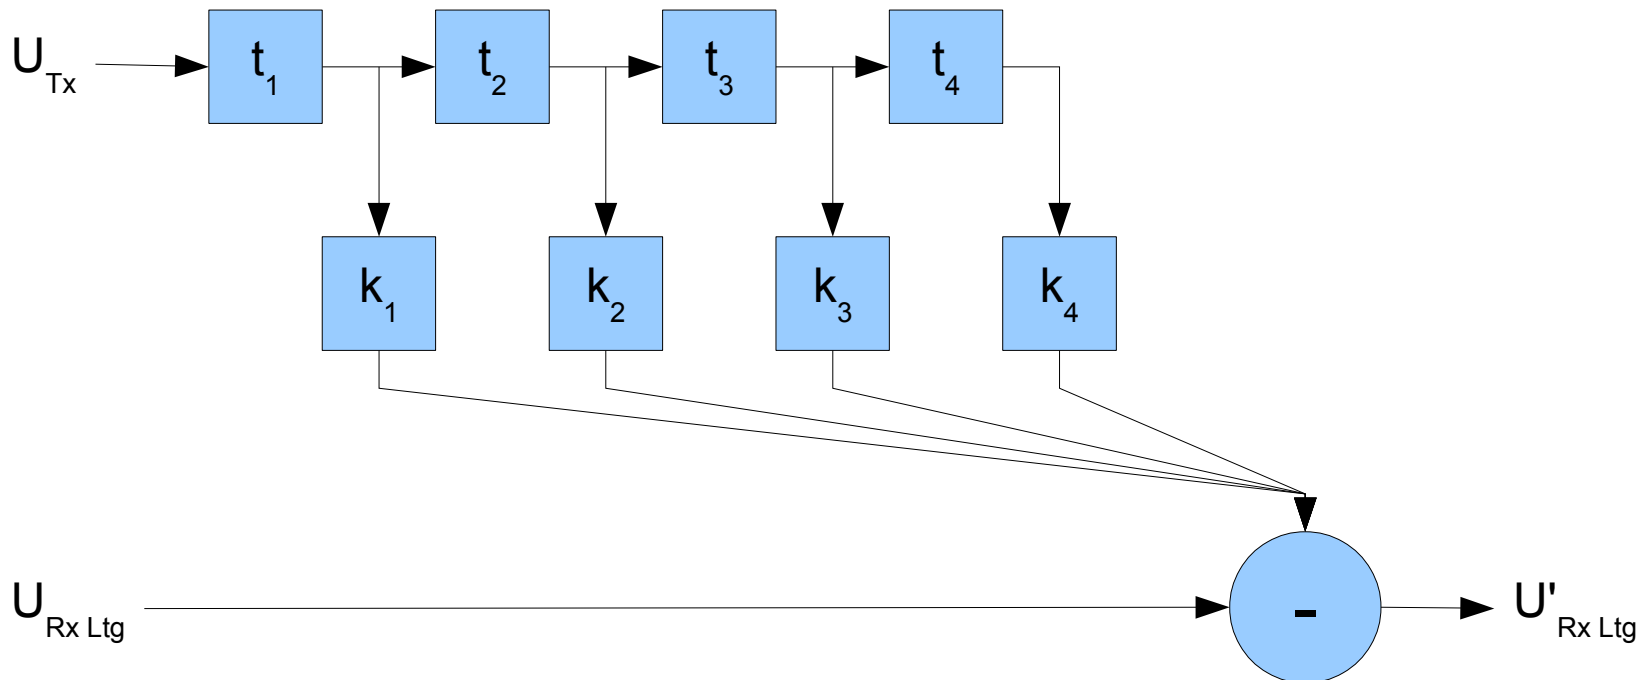 U_Tx t_1 t_2 t_3 t_4
k_1 k_2 k_3 k_4
U_Rx Ltg - U'_Rx Ltg